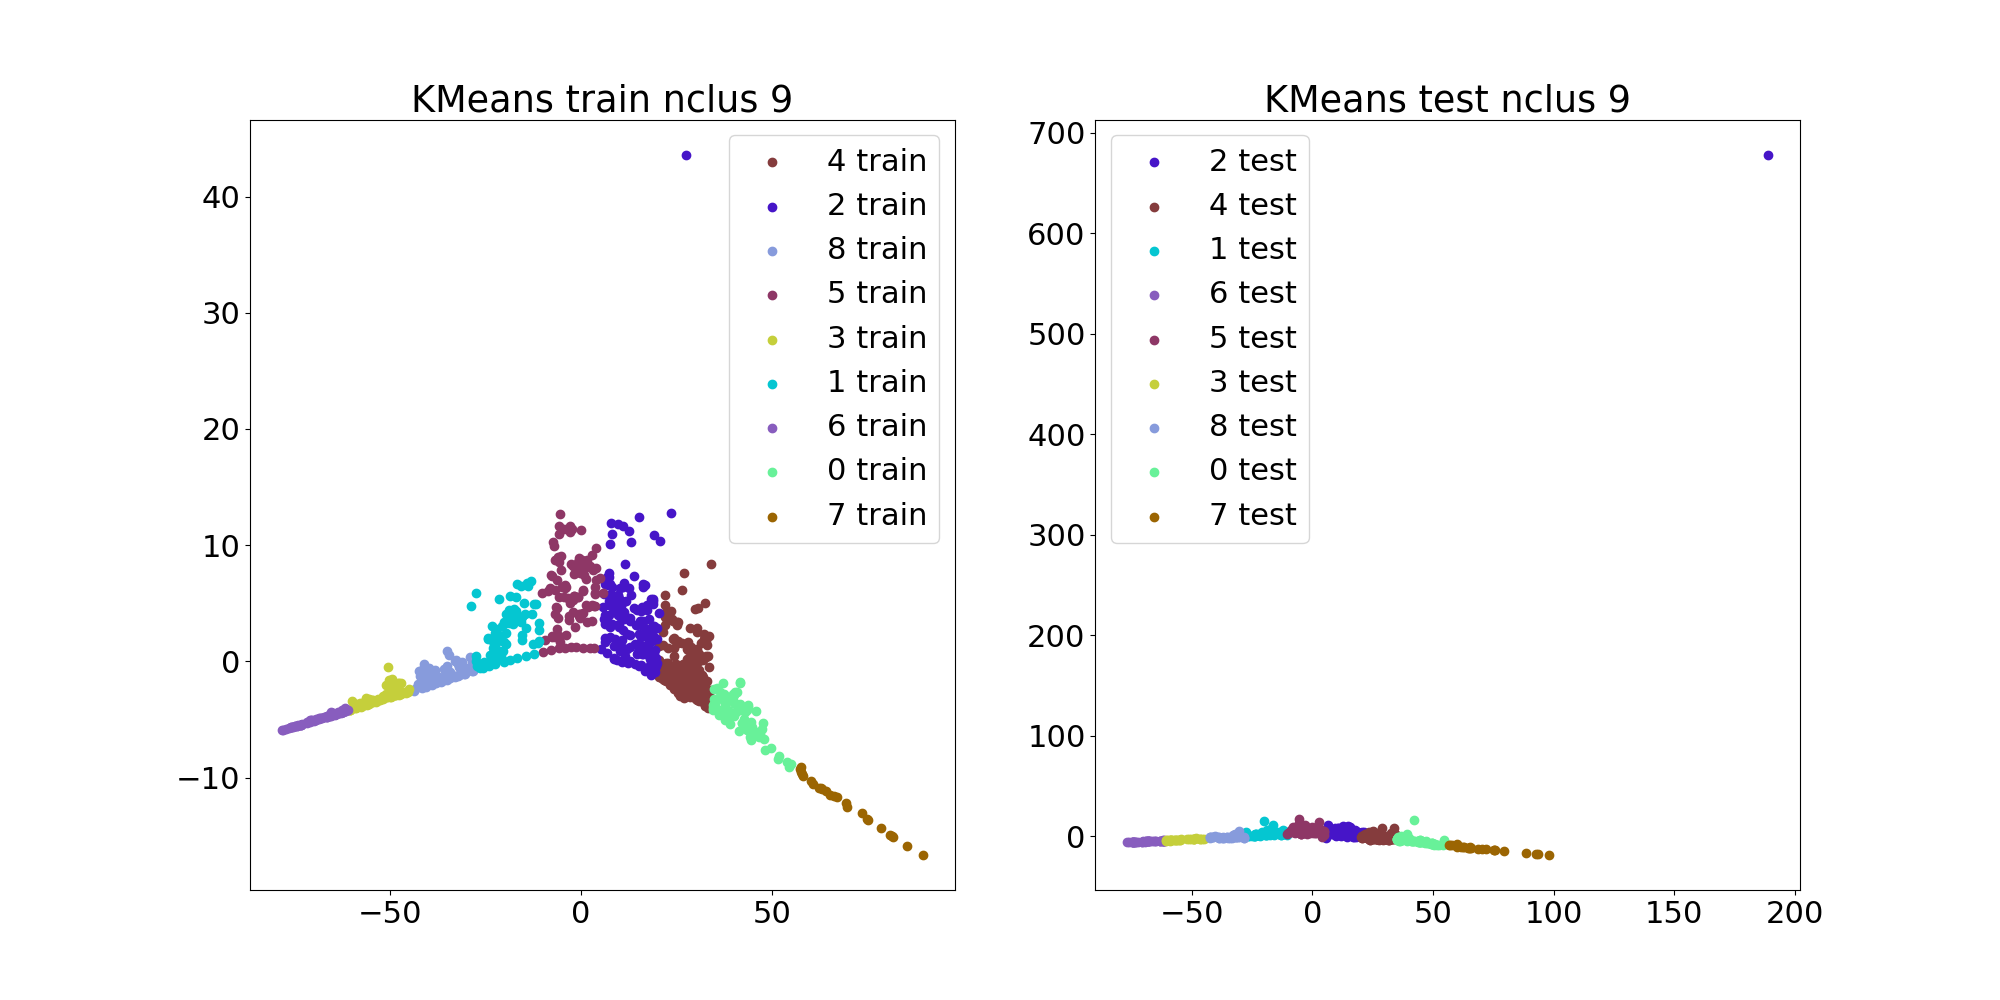 KMeans train nclus 9
40
30
20
10
0
−10
−50
0
50
4 train
2 train
8 train
5 train
3 train
1 train
6 train
0 train
7 train
KMeans test nclus 9
700
600
500
400
300
200
100
0
−50
0
50
100
150
200
2 test
4 test
1 test
6 test
5 test
3 test
8 test
0 test
7 test